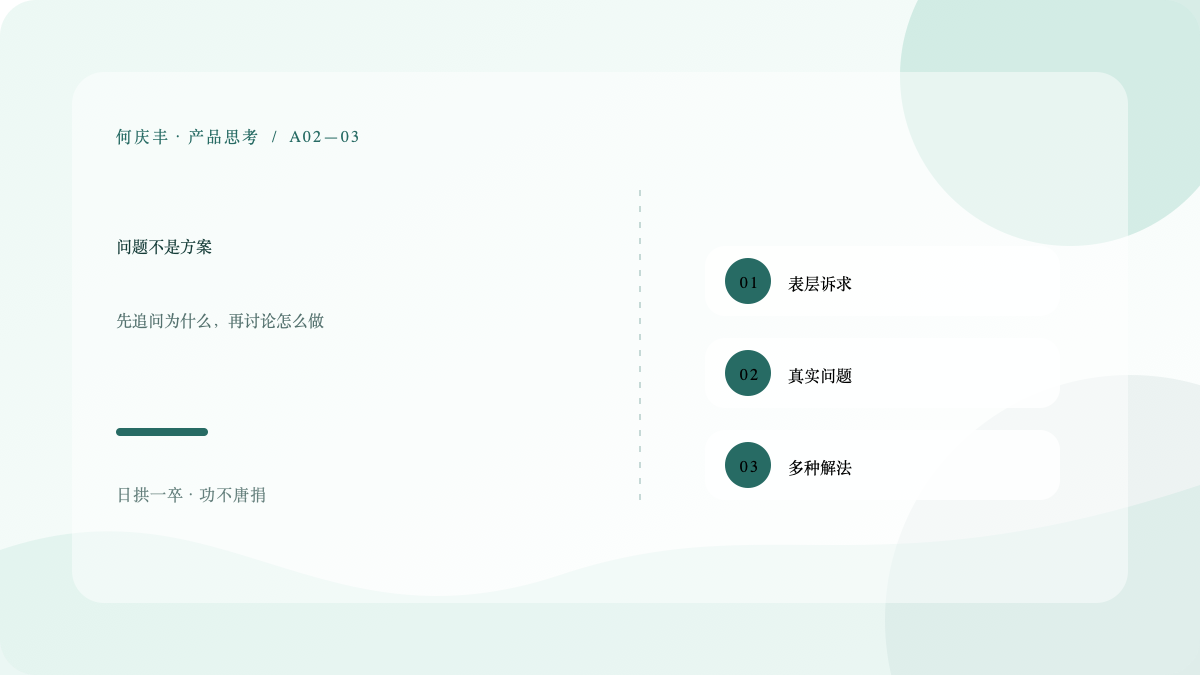 何庆丰 · 产品思考 / A02—03
问题不是方案
先追问为什么，再讨论怎么做
日拱一卒 · 功不唐捐
01 表层诉求
02 真实问题
03 多种解法